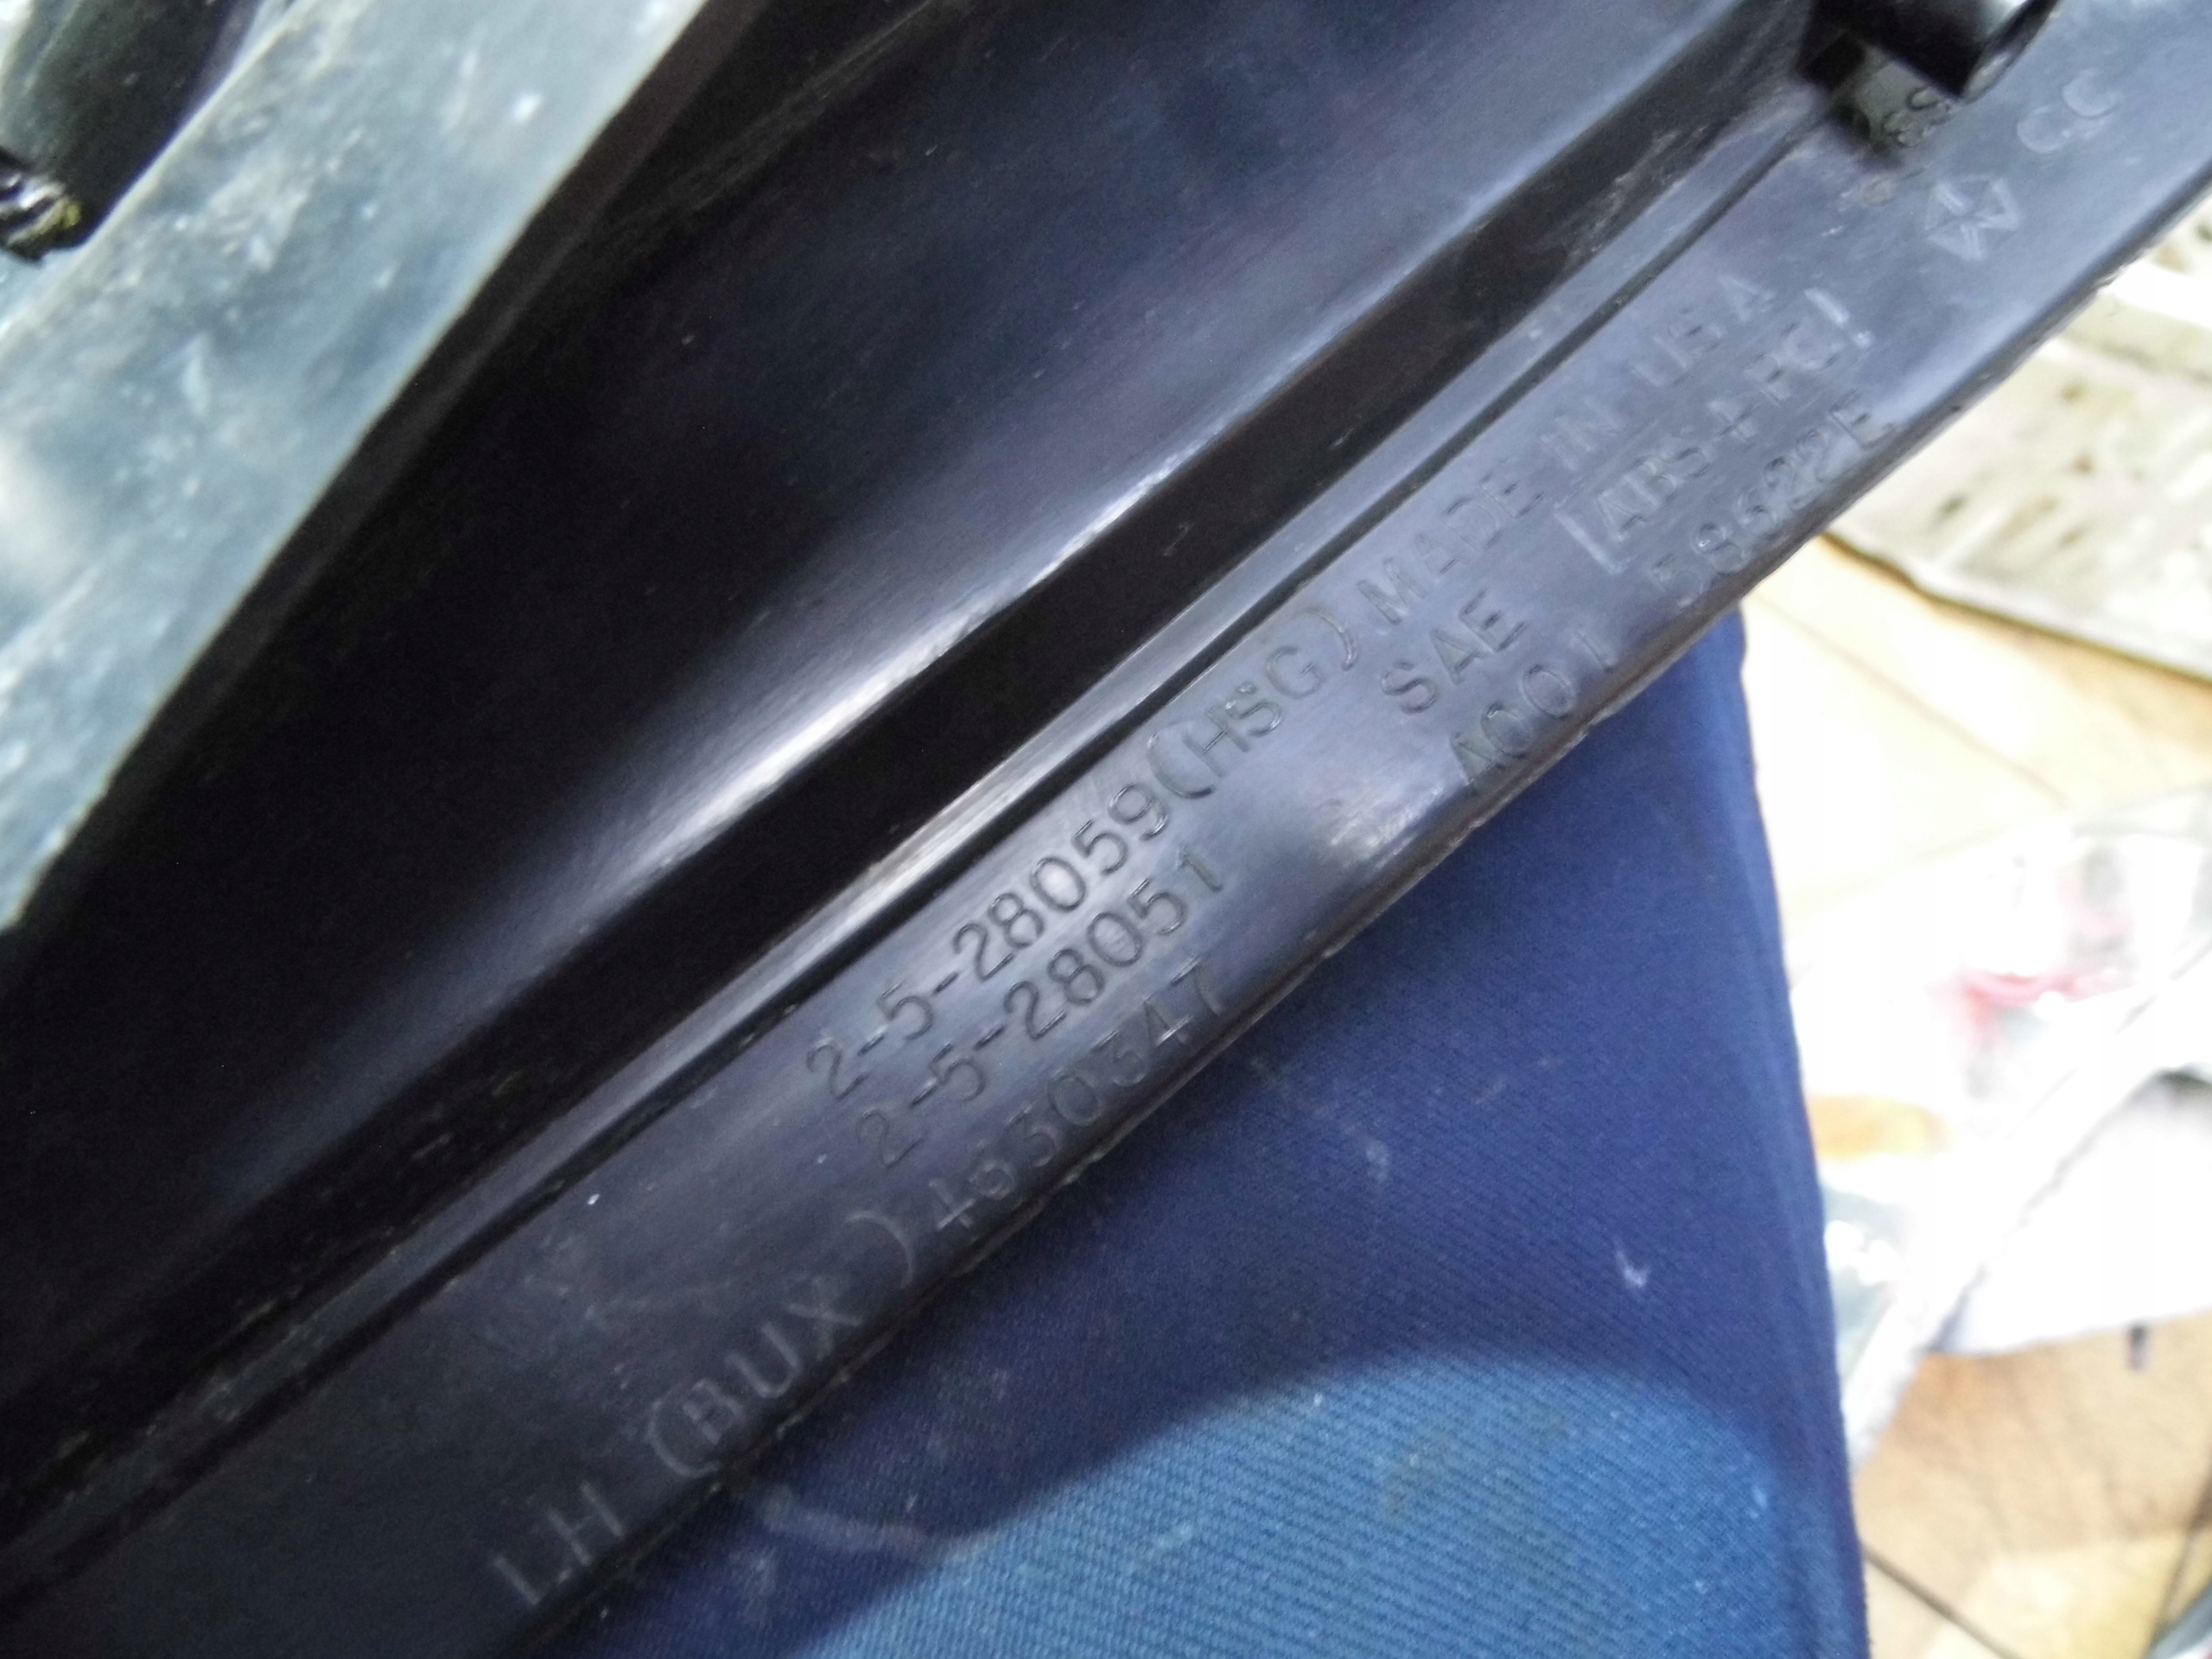 2-5-28059(HSG) MADE IN USA
2-5-28051 SAE [ABS+PC]
LH (BUX) 4630347 A001 58622E